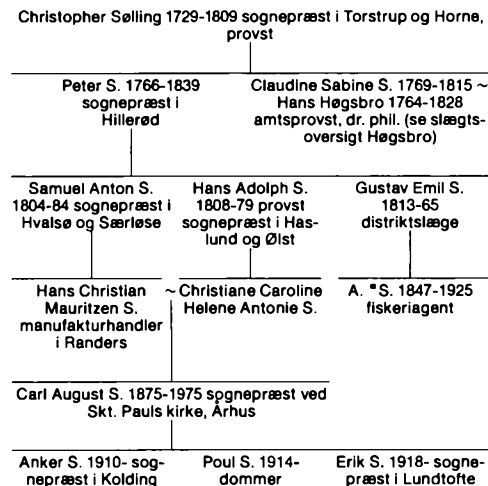 Christopher Sølling 1729-1809 sognepræst i Torstrup og Horne,
provst
Peter S. 1766-1839
sognepræst i
Hillerød
Claudine Sabine S. 1769-1815 ~
Hans Høgsbro 1764-1828
amtsprovst, dr. phil. (se slægts-
oversigt Høgsbro)
Samuel Anton S.
1804-84 sognepræst i
Hvalsø og Særløse
Hans Adolph S.
1808-79 provst
sognepræst i Has-
lund og Ølst
Gustav Emil S.
1813-65
distriktslæge
Hans Christian
Mauritzen S.
manufakturhandler
i Randers
~ Christiane Caroline
Helene Antonie S.
A. *S. 1847-1925
fiskeriagent
Carl August S. 1875-1975 sognepræst ved
Skt. Pauls kirke, Århus
Anker S. 1910- sog-
nepræst i Kolding
Poul S. 1914-
dommer
Erik S. 1918- sogne-
præst i Lundtofte